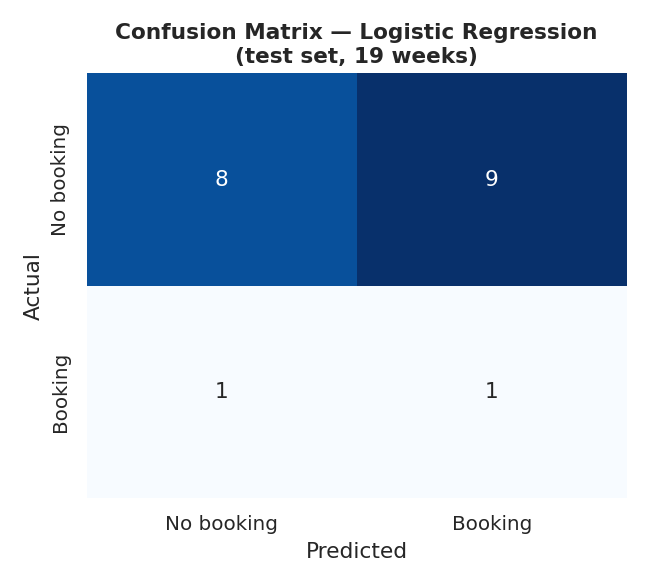 Confusion Matrix — Logistic Regression
(test set, 19 weeks)
No booking
8
9
Actual
Booking
1
1
No booking
Booking
Predicted